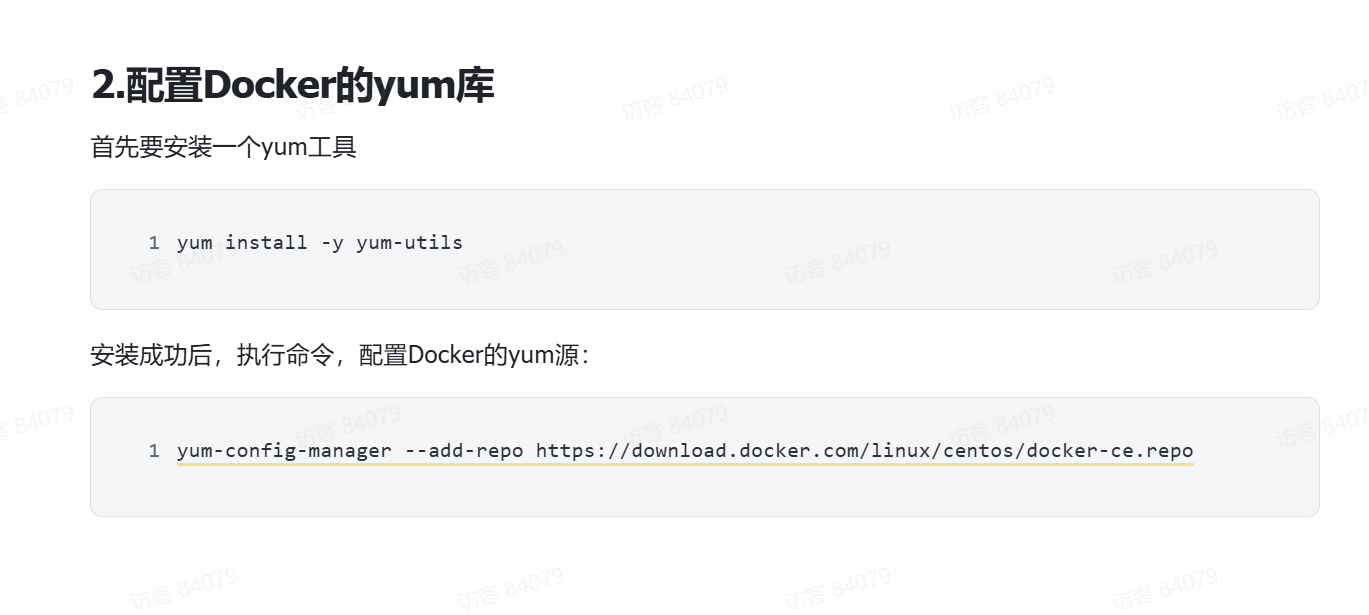 2.配置Docker的yum库
首先要安装一个yum工具
1 yum install -y yum-utils
安装成功后，执行命令，配置Docker的yum源：
1 yum-config-manager --add-repo https://download.docker.com/linux/centos/docker-ce.repo
访客 84079